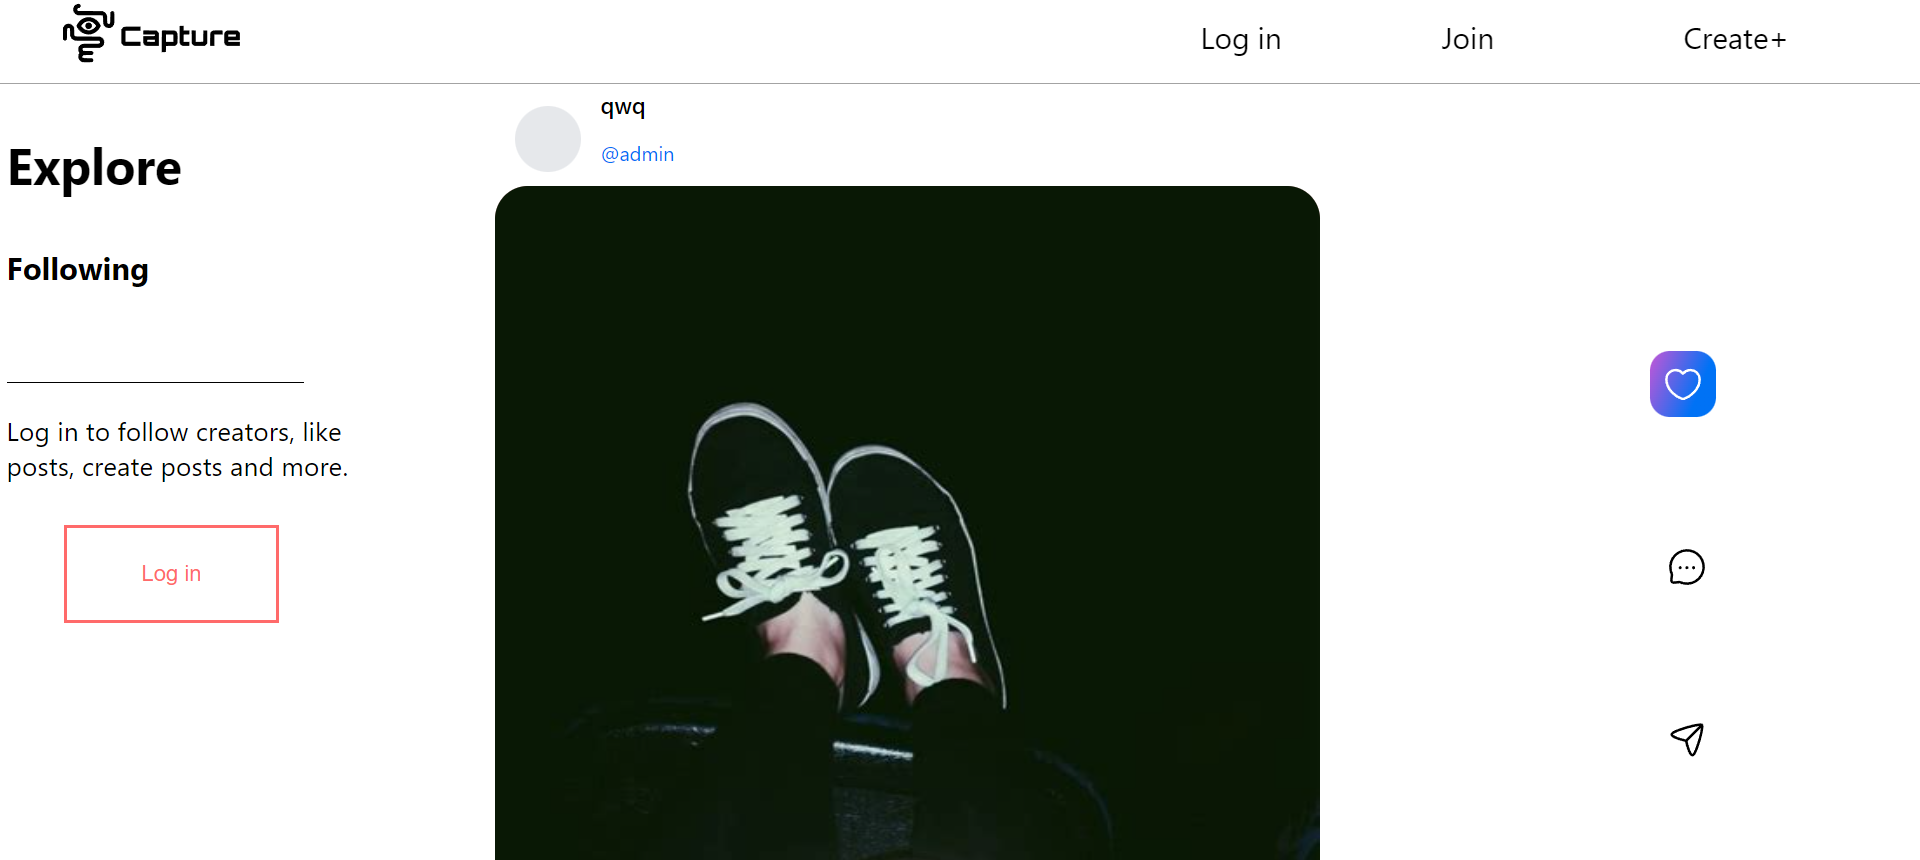 Capture
Log in
Join
Create+
Explore
Following
Log in to follow creators, like
posts, create posts and more.
Log in
qwq
@admin